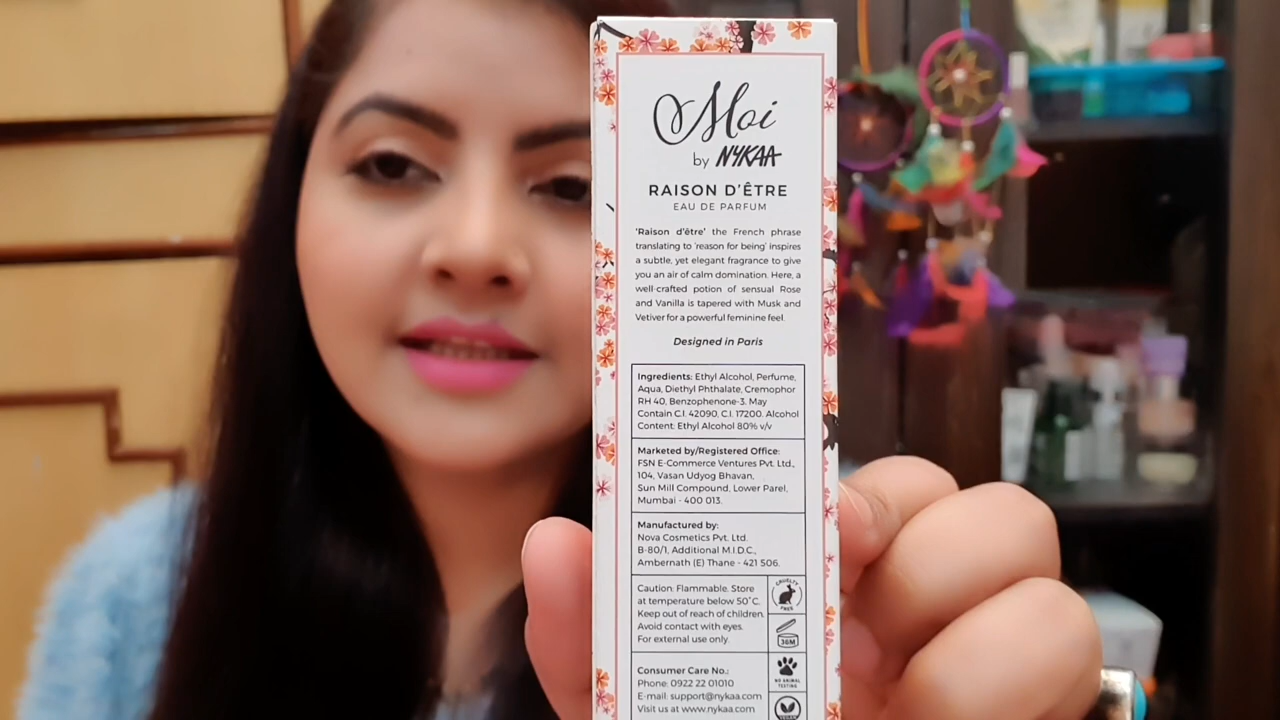 Moi
by NYKAA
RAISON D'ÊTRE
EAU DE PARFUM
'Raison d'être' the French phrase
translating to 'reason for being' inspires
a subtle, yet elegant fragrance to give
you an air of calm domination. Here, a
well-crafted potion of sensual Rose
and Vanilla is tapered with Musk and
Vetiver for a powerful feminine feel.
Designed in Paris
Ingredients: Ethyl Alcohol, Perfume,
Aqua, Diethyl Phthalate, Cremophor
RH 40, Benzophenone-3. May
Contain C.I. 42090, C.I. 17200. Alcohol
Content: Ethyl Alcohol 80% v/v
Marketed by/Registered Office:
FSN E-Commerce Ventures Pvt. Ltd.,
104, Vasan Udyog Bhavan,
Sun Mill Compound, Lower Parel,
Mumbai - 400 013.
Manufactured by:
Nova Cosmetics Pvt. Ltd.
B-80/1, Additional M.I.D.C.,
Ambernath (E) Thane - 421 506.
Caution: Flammable. Store
at temperature below 50°C.
Keep out of reach of children.
Avoid contact with eyes.
For external use only.
CRUELTY
FREE
36M
NO ANIMAL
TESTING
VEGAN
Consumer Care No.:
Phone: 0922 22 01010
E-mail: support@nykaa.com
Visit us at www.nykaa.com